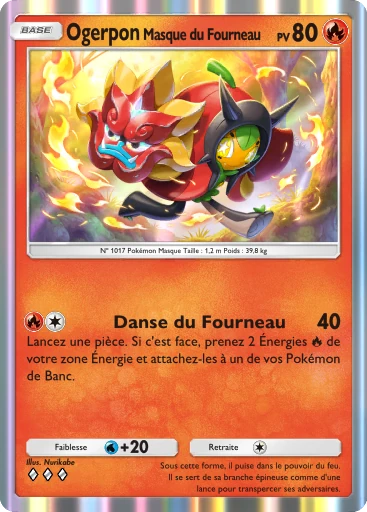 BASE
Ogerpon Masque du Fourneau PV 80
N° 1017 Pokémon Masque Taille : 1,2 m Poids : 39,8 kg
Danse du Fourneau 40
Lancez une pièce. Si c'est face, prenez 2 Énergies de
votre zone Énergie et attachez-les à un de vos Pokémon
de Banc.
Faiblesse +20 Retraite
Illus. Nurikabe
Sous cette forme, il puise dans le pouvoir du feu.
Il se sert de sa branche épineuse comme d'une
lance pour transpercer ses adversaires.